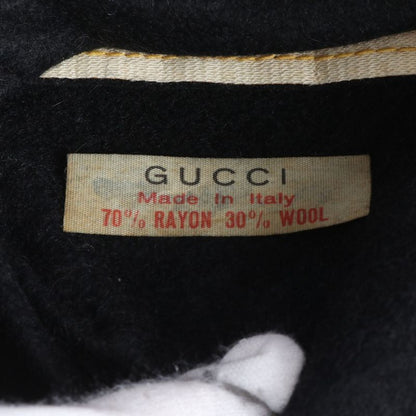 GUCCI
Made in Italy
70% RAYON 30% WOOL